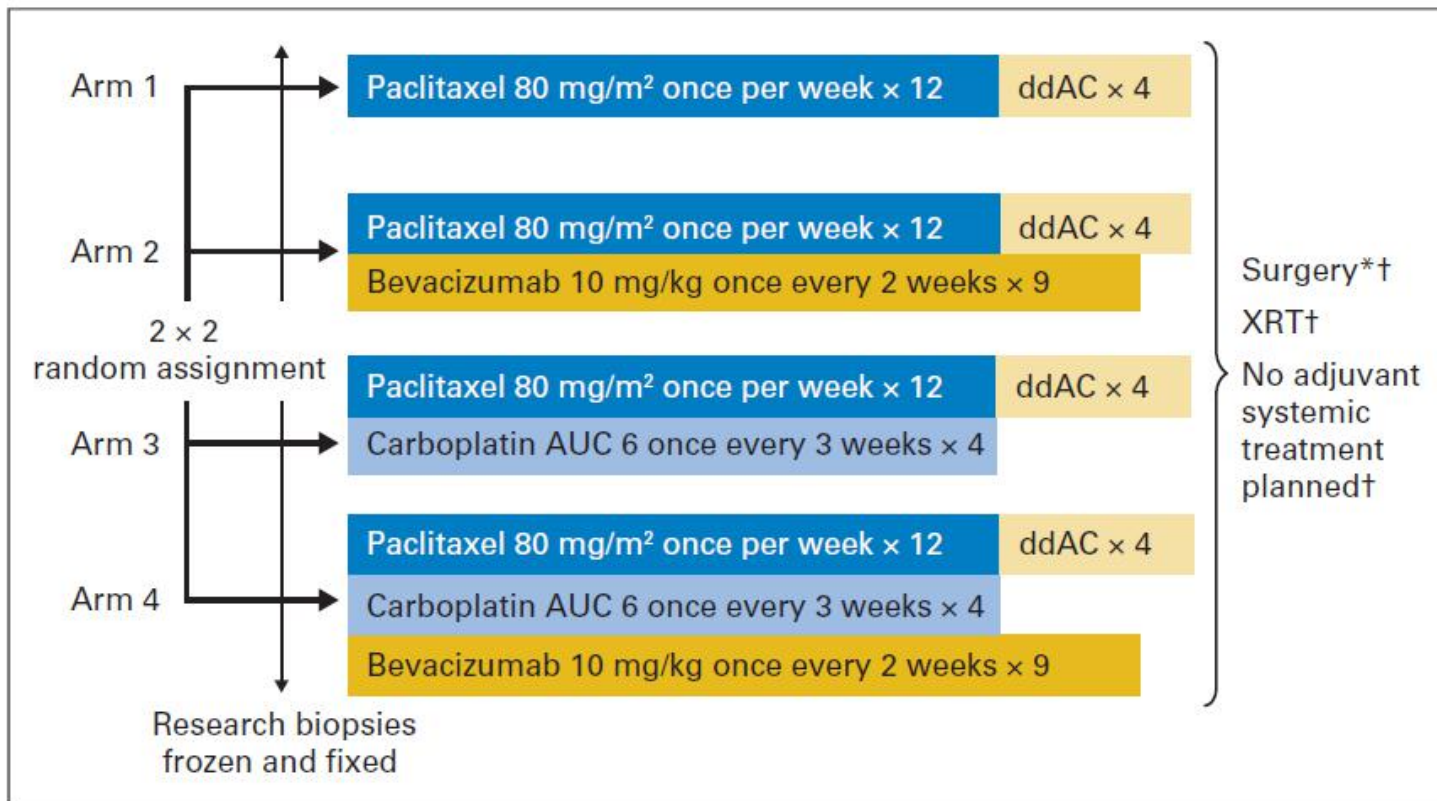 Arm 1
Paclitaxel 80 mg/m² once per week × 12
ddAC × 4
Arm 2
Paclitaxel 80 mg/m² once per week × 12
ddAC × 4
Bevacizumab 10 mg/kg once every 2 weeks × 9
2 × 2
random assignment
Arm 3
Paclitaxel 80 mg/m² once per week × 12
ddAC × 4
Carboplatin AUC 6 once every 3 weeks × 4
Arm 4
Paclitaxel 80 mg/m² once per week × 12
ddAC × 4
Carboplatin AUC 6 once every 3 weeks × 4
Bevacizumab 10 mg/kg once every 2 weeks × 9
Research biopsies
frozen and fixed
Surgery*†
XRT†
No adjuvant
systemic
treatment
planned†